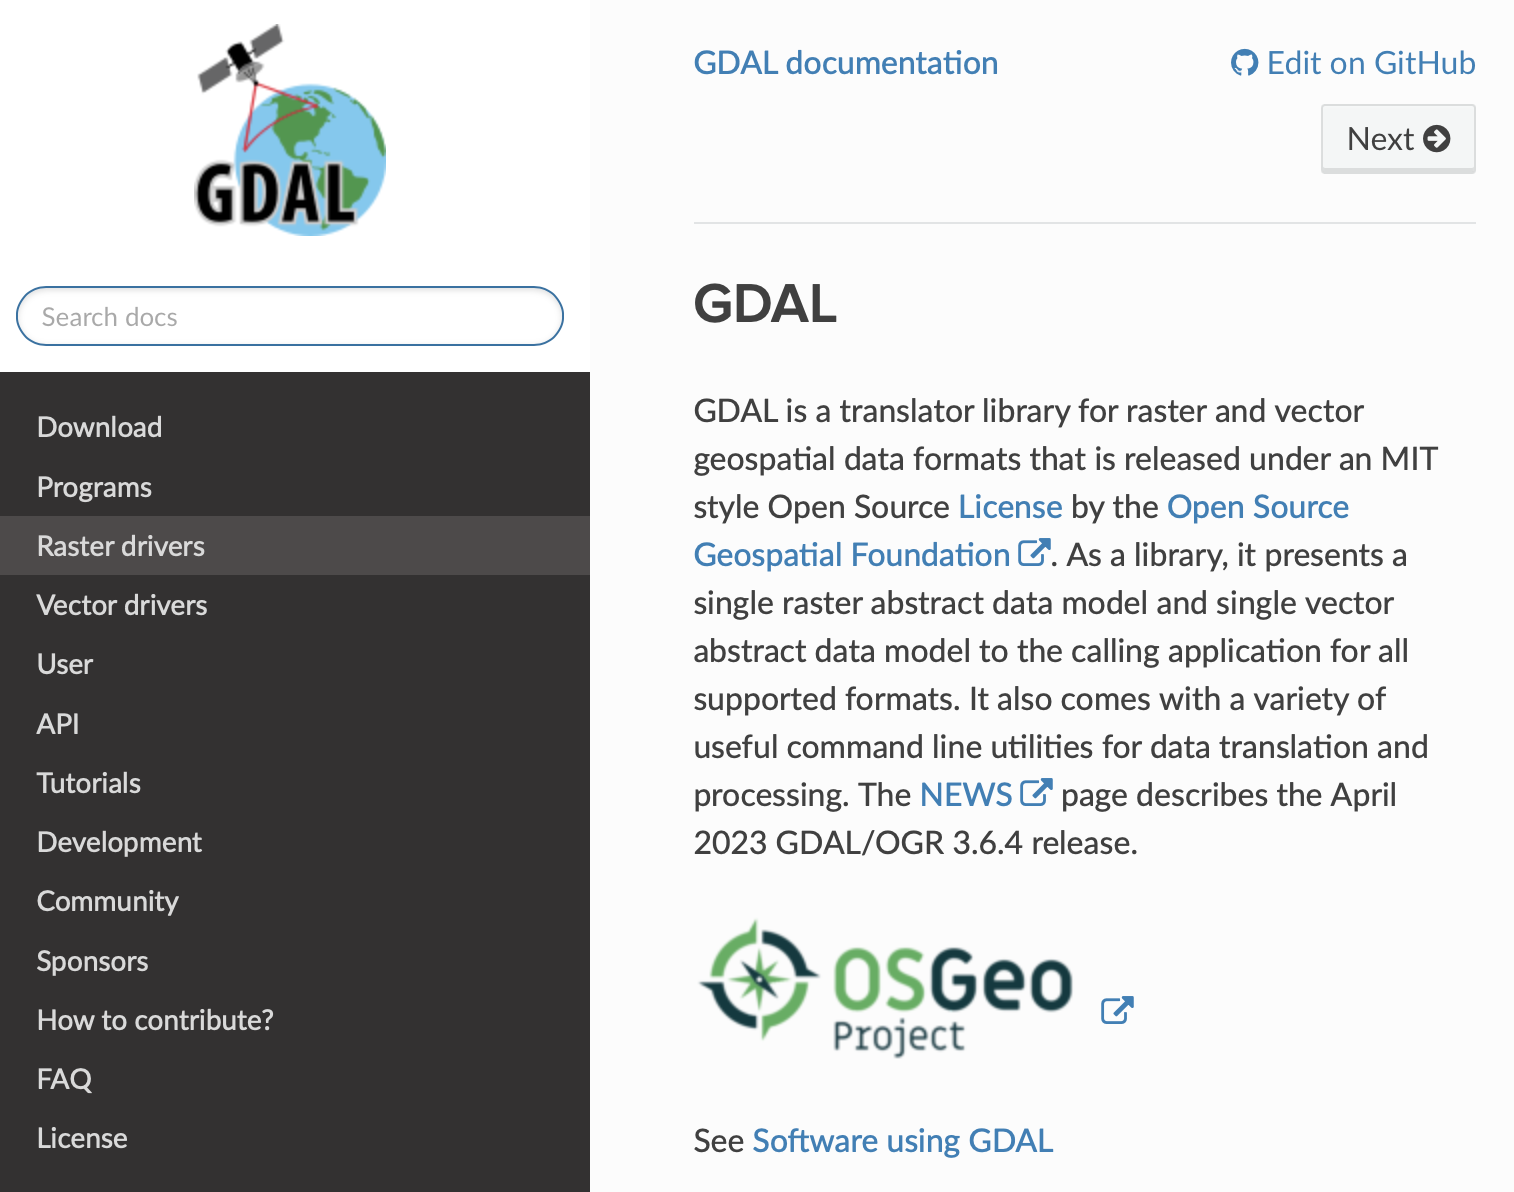 GDAL
Search docs
Download
Programs
Raster drivers
Vector drivers
User
API
Tutorials
Development
Community
Sponsors
How to contribute?
FAQ
License
GDAL documentation
Edit on GitHub
Next
GDAL
GDAL is a translator library for raster and vector
geospatial data formats that is released under an MIT
style Open Source License by the Open Source
Geospatial Foundation. As a library, it presents a
single raster abstract data model and single vector
abstract data model to the calling application for all
supported formats. It also comes with a variety of
useful command line utilities for data translation and
processing. The NEWS page describes the April
2023 GDAL/OGR 3.6.4 release.
OSGeo
Project
See Software using GDAL